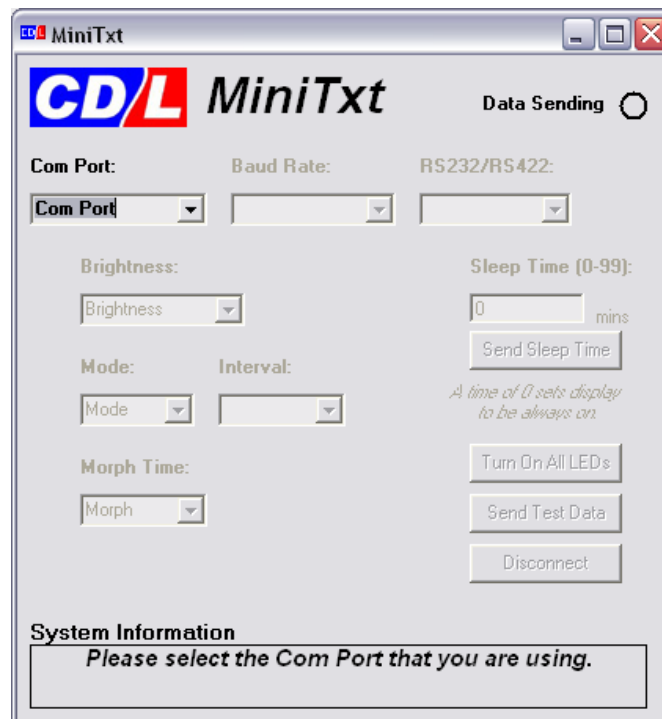 CDL MiniTxt
CD/L MiniTxt
Data Sending
Com Port: Baud Rate: RS232/RS422:
Com Port
Brightness: Sleep Time (0-99):
Brightness 0 mins
Send Sleep Time
Mode: Interval:
A time of 0 sets display
Mode to be always on.
Turn On All LEDs
Morph Time:
Morph Send Test Data
Disconnect
System Information
Please select the Com Port that you are using.